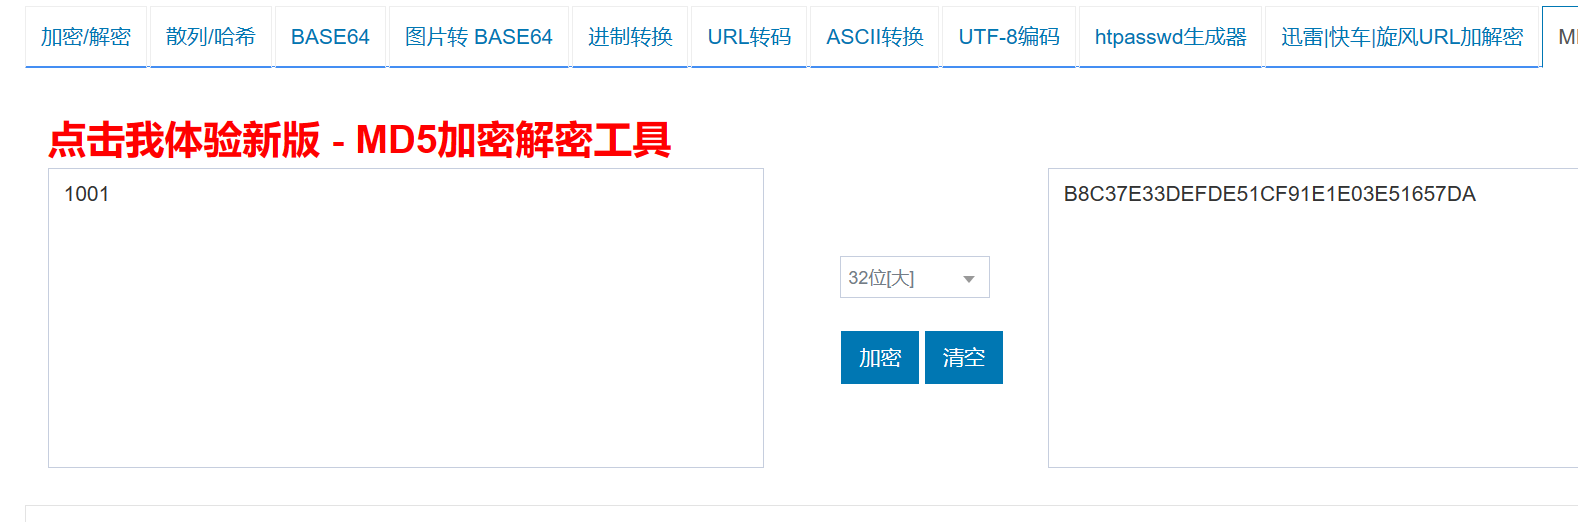 加密/解密 散列/哈希 BASE64 图片转 BASE64 进制转换 URL转码 ASCII转换 UTF-8编码 htpasswd生成器 迅雷|快车|旋风URL加解密
点击我体验新版 - MD5加密解密工具
1001
B8C37E33DEFDE51CF91E1E03E51657DA
32位[大]
加密 清空